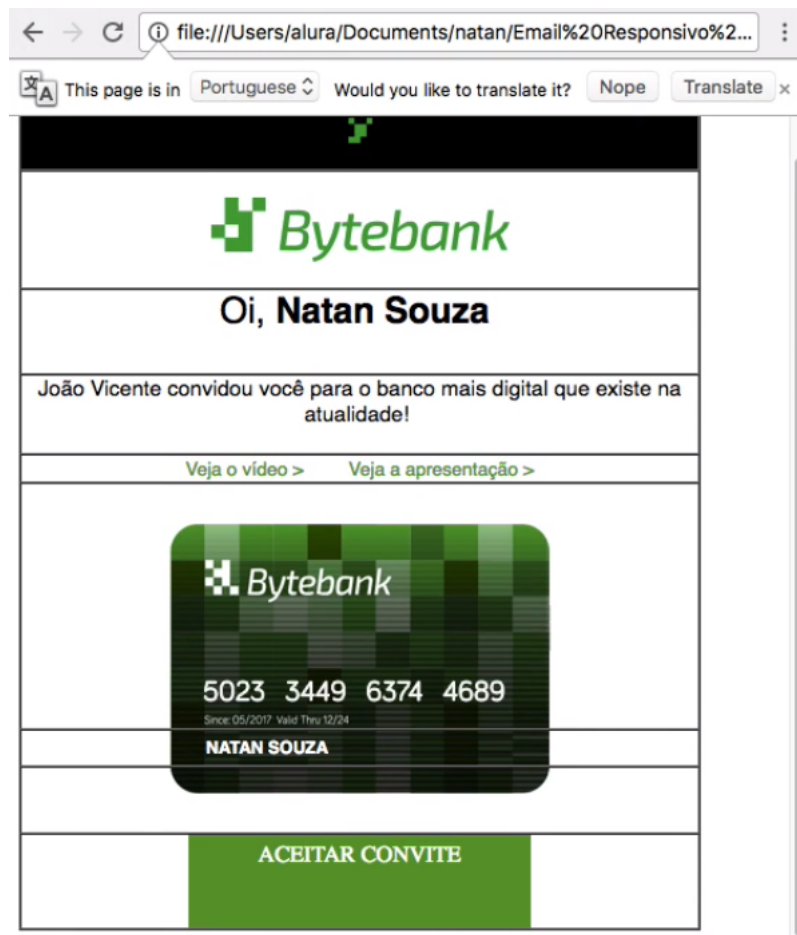 file:///Users/alura/Documents/natan/Email%20Responsivo%2...
This page is in Portuguese Would you like to translate it? Nope Translate
Bytebank
Oi, Natan Souza
João Vicente convidou você para o banco mais digital que existe na
atualidade!
Veja o vídeo > Veja a apresentação >
Bytebank
5023 3449 6374 4689
Since: 05/2017 Valid Thru 12/24
NATAN SOUZA
ACEITAR CONVITE